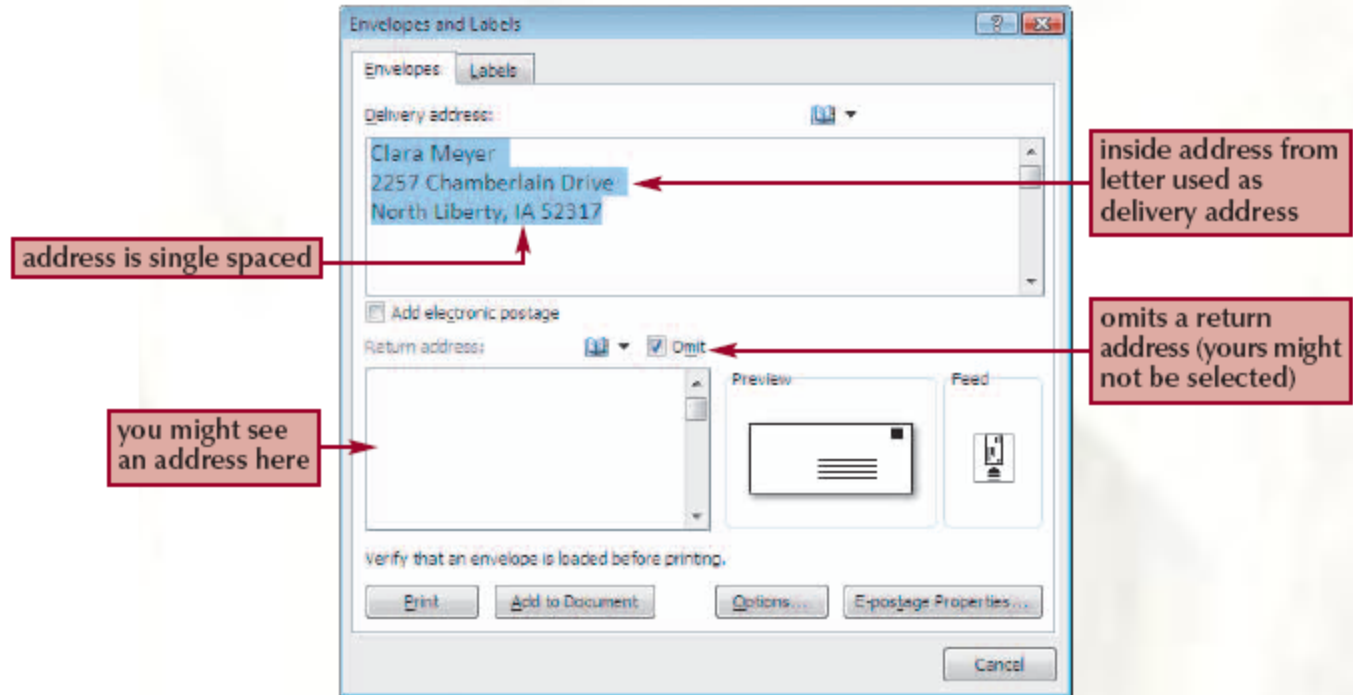 Envelopes and Labels
Envelopes Labels
Delivery address:
Clara Meyer
2257 Chamberlain Drive
North Liberty, IA 52317
inside address from
letter used as
delivery address
address is single spaced
Add electronic postage
Return address:
Omit
omits a return
address (yours might
not be selected)
Preview
Feed
you might see
an address here
Verify that an envelope is loaded before printing.
Print
Add to Document
Options...
E-postage Properties...
Cancel